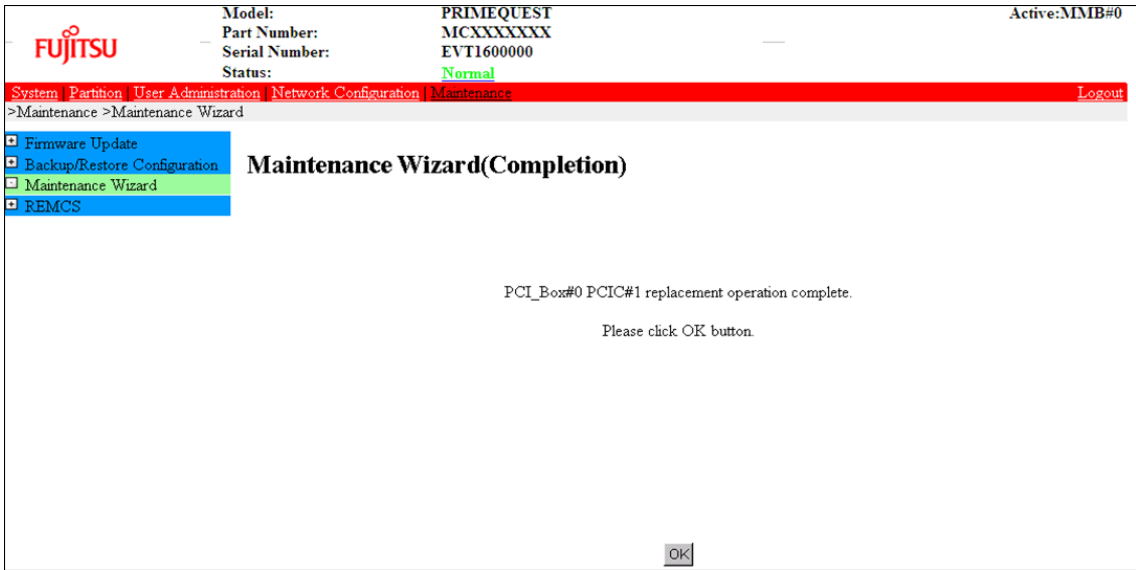 FUJITSU
Model: PRIMEQUEST Active:MMB#0
Part Number: MCXXXXXXX
Serial Number: EVT1600000
Status: Normal
System | Partition | User Administration | Network Configuration | Maintenance Logout
>Maintenance >Maintenance Wizard
Firmware Update
Backup/Restore Configuration
Maintenance Wizard
REMCS
Maintenance Wizard(Completion)
PCI_Box#0 PCIC#1 replacement operation complete.
Please click OK button.
OK